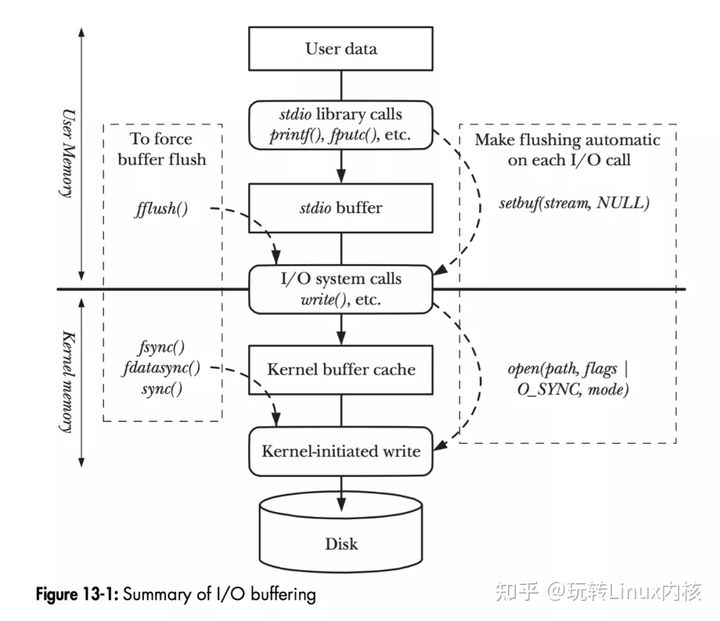 User data
User Memory
stdio library calls
printf(), fputc(), etc.
To force
buffer flush
Make flushing automatic
on each I/O call
fflush()
stdio buffer
setbuf(stream, NULL)
I/O system calls
write(), etc.
Kernel memory
fsync()
fdatasync()
sync()
Kernel buffer cache
open(path, flags |
O_SYNC, mode)
Kernel-initiated write
Disk
Figure 13-1: Summary of I/O buffering
知乎 @玩转Linux内核